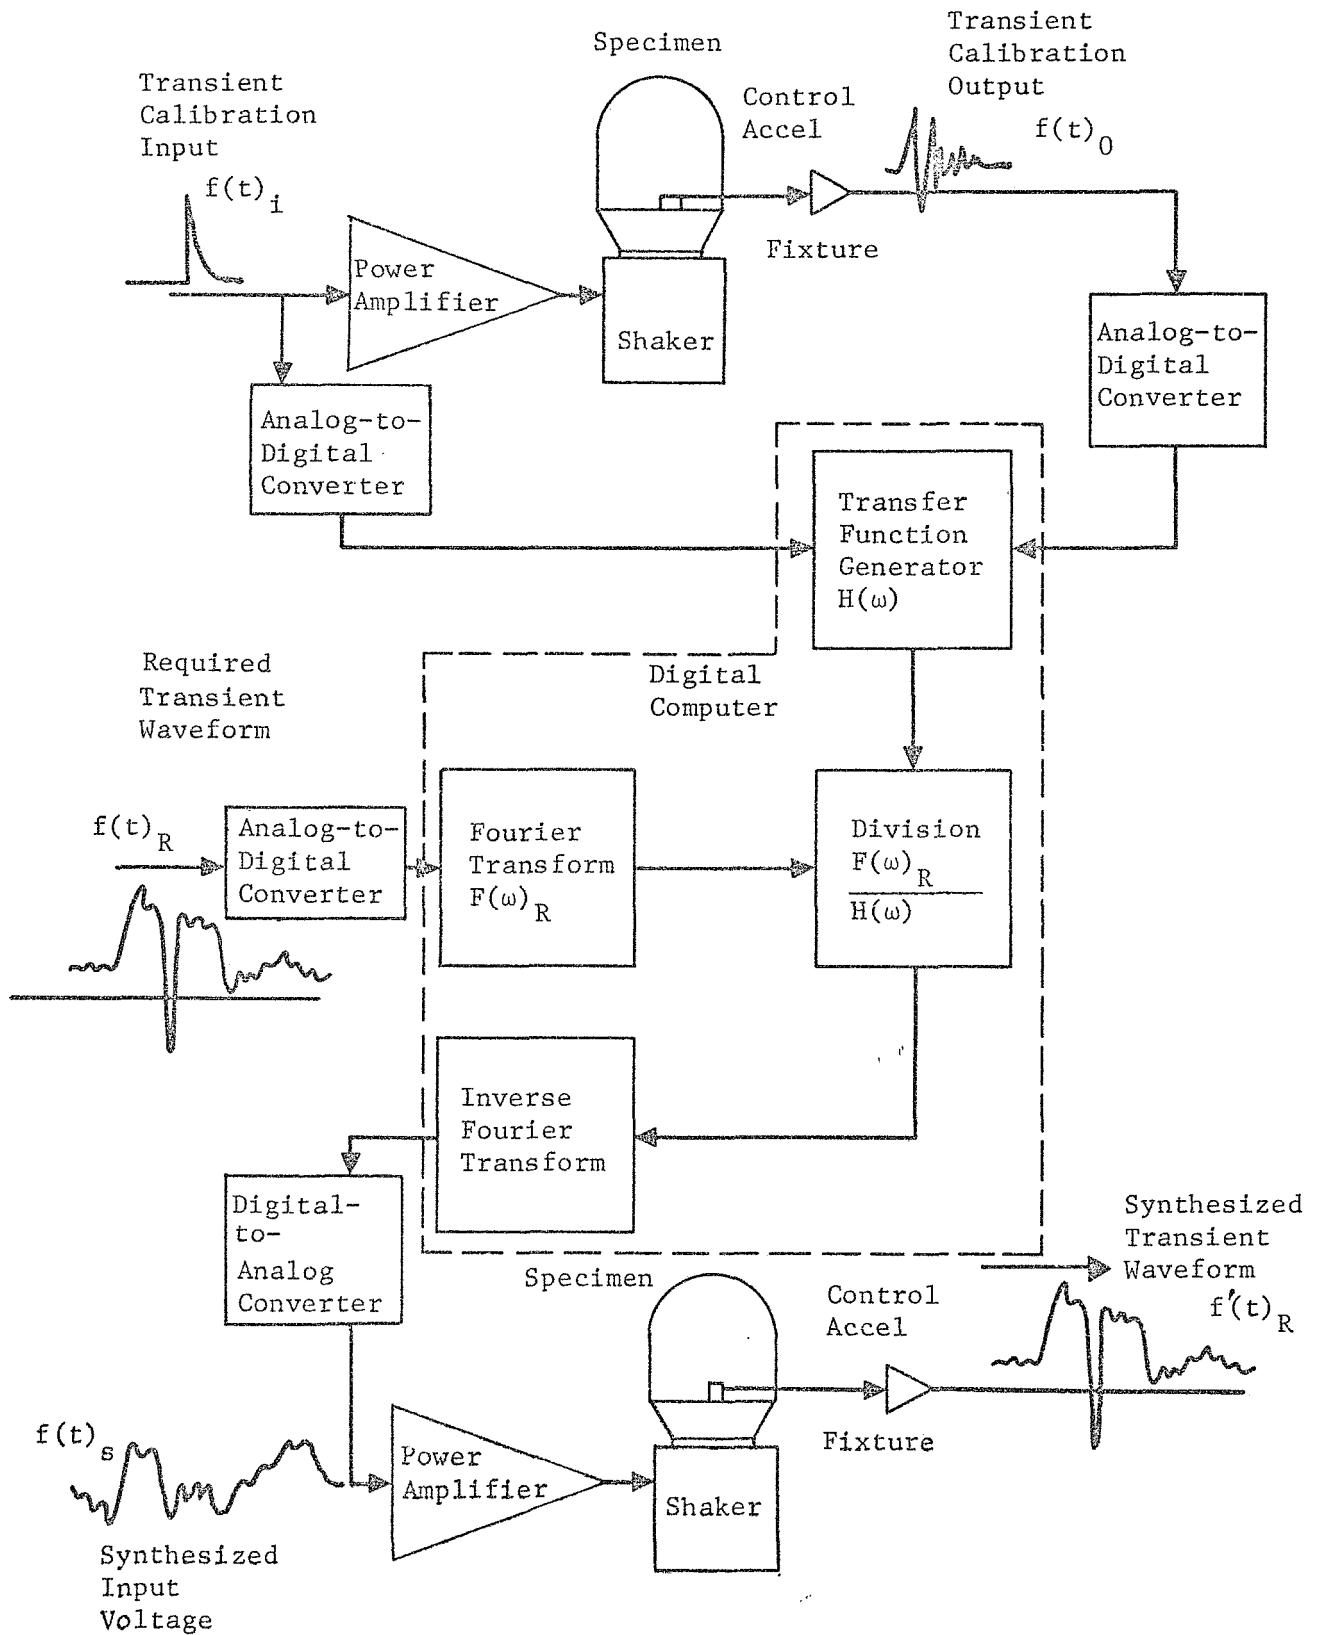 Transient
Calibration
Output
f(t)O
Specimen
Control
Accel
Transient
Calibration
Input
f(t)i
Fixture
Power
Amplifier
Shaker
Analog-to-
Digital
Converter
Analog-to-
Digital
Converter
Transfer
Function
Generator
H(ω)
Required
Transient
Waveform
Digital
Computer
f(t)R
Analog-to-
Digital
Converter
Fourier
Transform
F(ω)R
Division
F(ω)R
H(ω)
Inverse
Fourier
Transform
Digital-
to-
Analog
Converter
Synthesized
Transient
Waveform
f'(t)R
Specimen
Control
Accel
Fixture
f(t)s
Power
Amplifier
Shaker
Synthesized
Input
Voltage